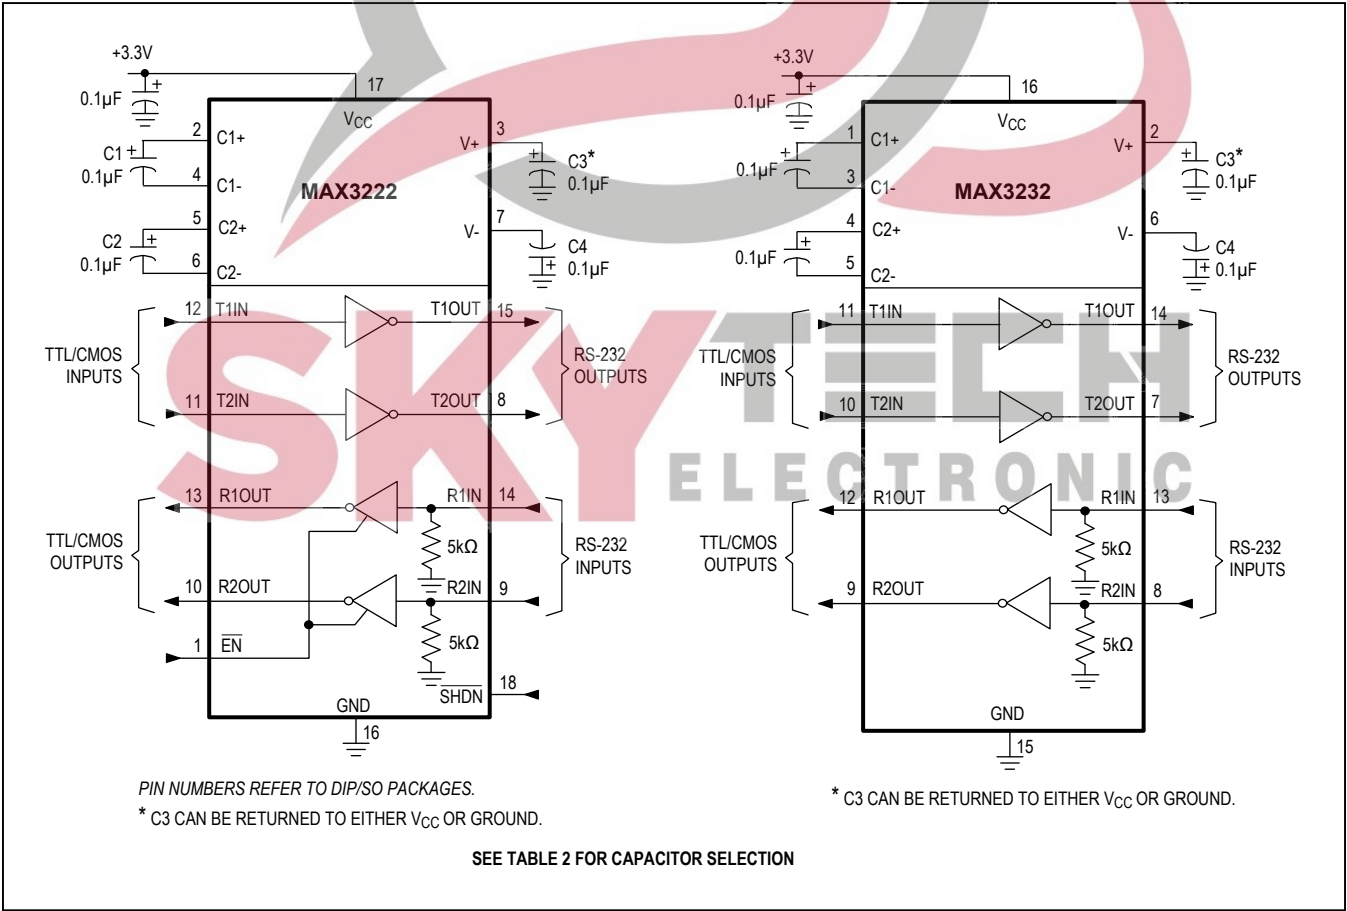 +3.3V
0.1µF
+
17
VCC
2
C1+
C1
+
0.1µF
4
C1-
5
C2+
C2
+
0.1µF
6
C2-
MAX3222
3
V+
+
C3*
0.1µF
7
V-
C4
+
0.1µF
12
T1IN
T1OUT
15
TTL/CMOS
INPUTS
RS-232
OUTPUTS
11
T2IN
T2OUT
8
13
R1OUT
R1IN
14
TTL/CMOS
OUTPUTS
5kΩ
RS-232
INPUTS
10
R2OUT
R2IN
9
1
EN
5kΩ
SHDN
18
GND
16
PIN NUMBERS REFER TO DIP/SO PACKAGES.
* C3 CAN BE RETURNED TO EITHER VCC OR GROUND.
+3.3V
0.1µF
+
16
VCC
1
C1+
+
0.1µF
3
C1-
4
C2+
+
0.1µF
5
C2-
MAX3232
2
V+
+
C3*
0.1µF
6
V-
C4
+
0.1µF
11
T1IN
T1OUT
14
TTL/CMOS
INPUTS
RS-232
OUTPUTS
10
T2IN
T2OUT
7
12
R1OUT
R1IN
13
TTL/CMOS
OUTPUTS
5kΩ
RS-232
INPUTS
9
R2OUT
R2IN
8
5kΩ
GND
15
* C3 CAN BE RETURNED TO EITHER VCC OR GROUND.
SEE TABLE 2 FOR CAPACITOR SELECTION
SKYTECH
ELECTRONIC